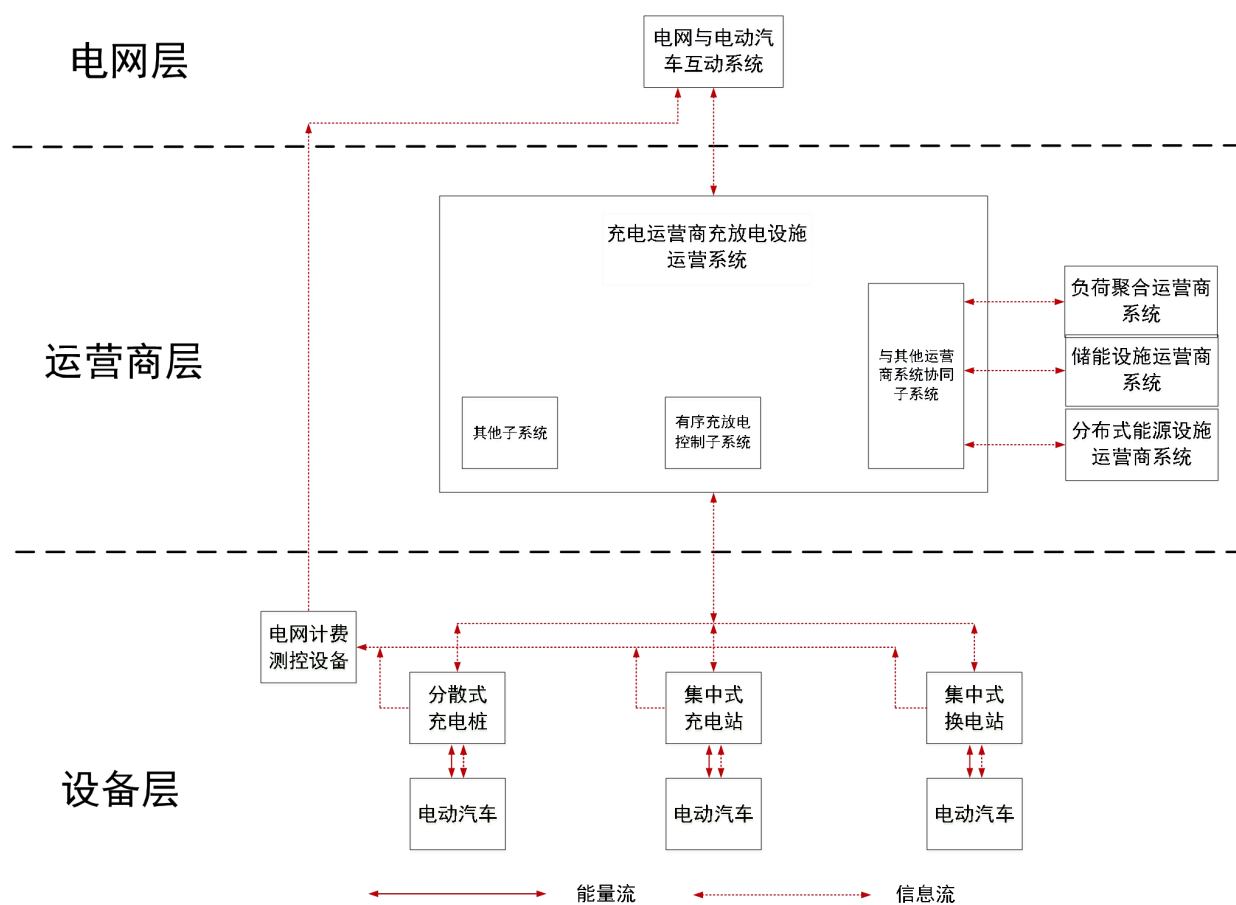 电网层
电网与电动汽
车互动系统
运营商层
充电运营商充放电设施
运营系统
其他子系统
有序充放电
控制子系统
与其他运营
商系统协同
子系统
负荷聚合运营商
系统
储能设施运营商
系统
分布式能源设施
运营商系统
设备层
电网计费
测控设备
分散式
充电桩
集中式
充电站
集中式
换电站
电动汽车
电动汽车
电动汽车
能量流
信息流